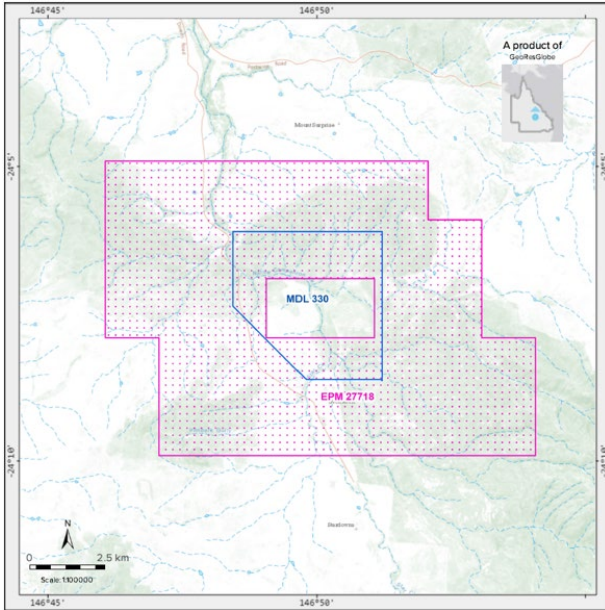 146°45'
146°50'
A product of
GeoResGlobe
-24°5'
-24°5'
MDL 330
EPM 27718
-24°10'
-24°10'
N
0
2.5 km
Scale: 1:100000
146°45'
146°50'